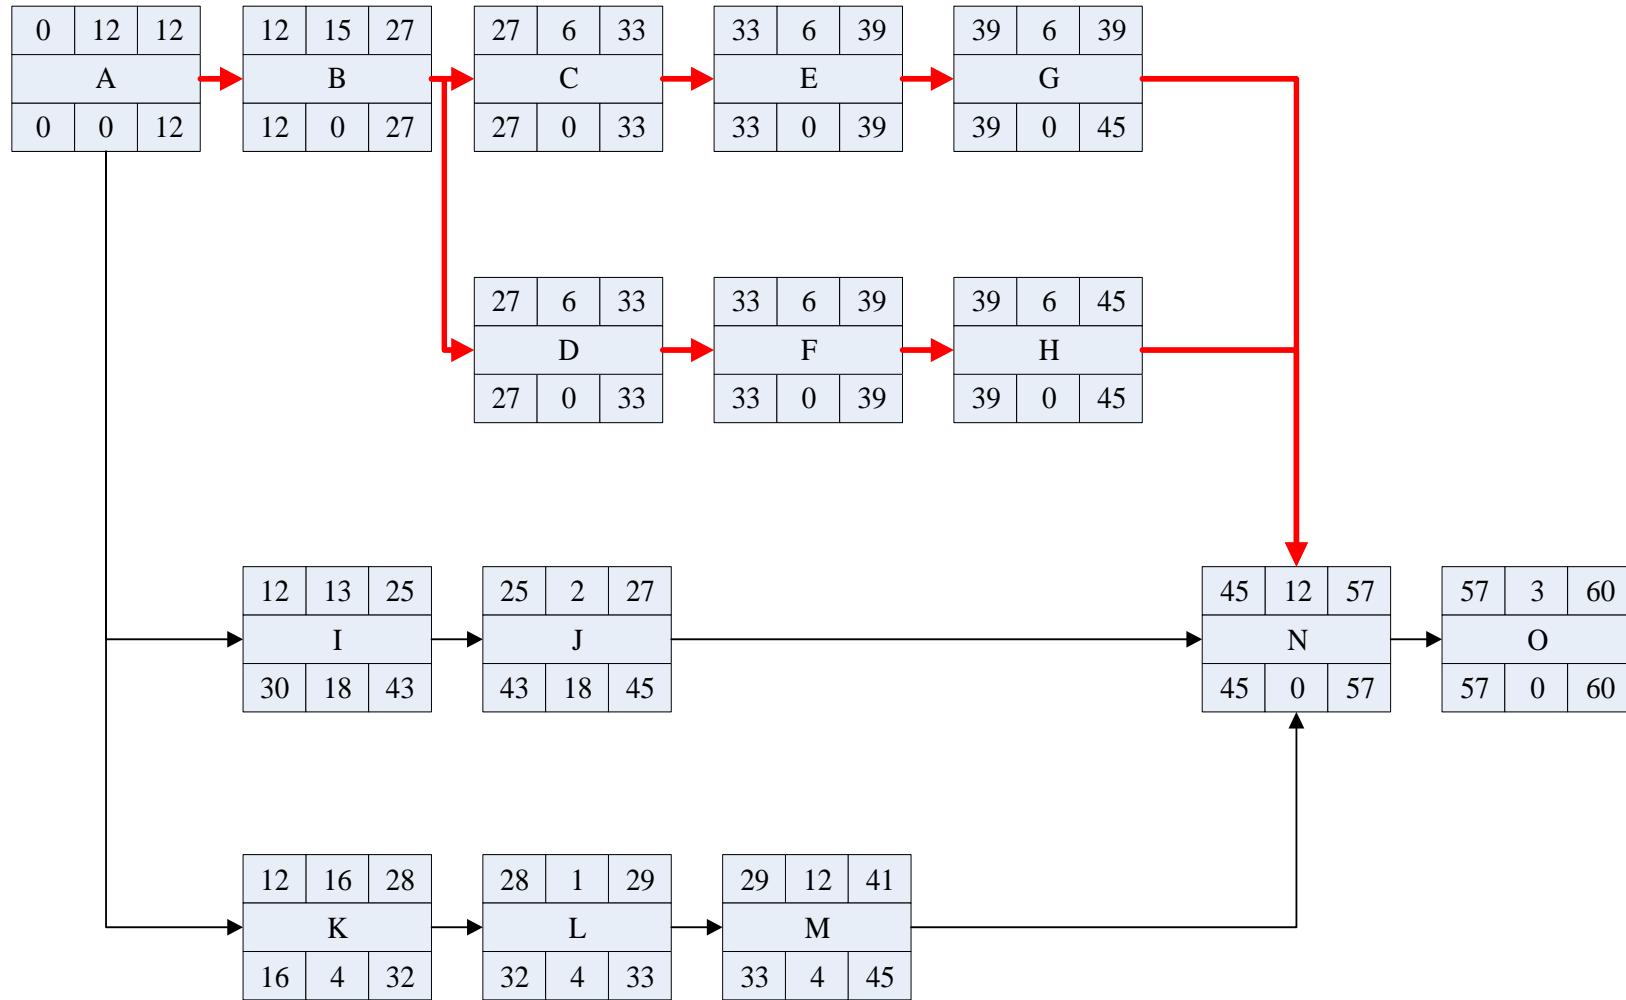 0 12 12 12 15 27 27 6 33 33 6 39 39 6 39
A B C E G
0 0 12 12 0 27 27 0 33 33 0 39 39 0 45
27 6 33 33 6 39 39 6 45
D F H
27 0 33 33 0 39 39 0 45
12 13 25 25 2 27 45 12 57 57 3 60
I J N O
30 18 43 43 18 45 45 0 57 57 0 60
12 16 28 28 1 29 29 12 41
K L M
16 4 32 32 4 33 33 4 45